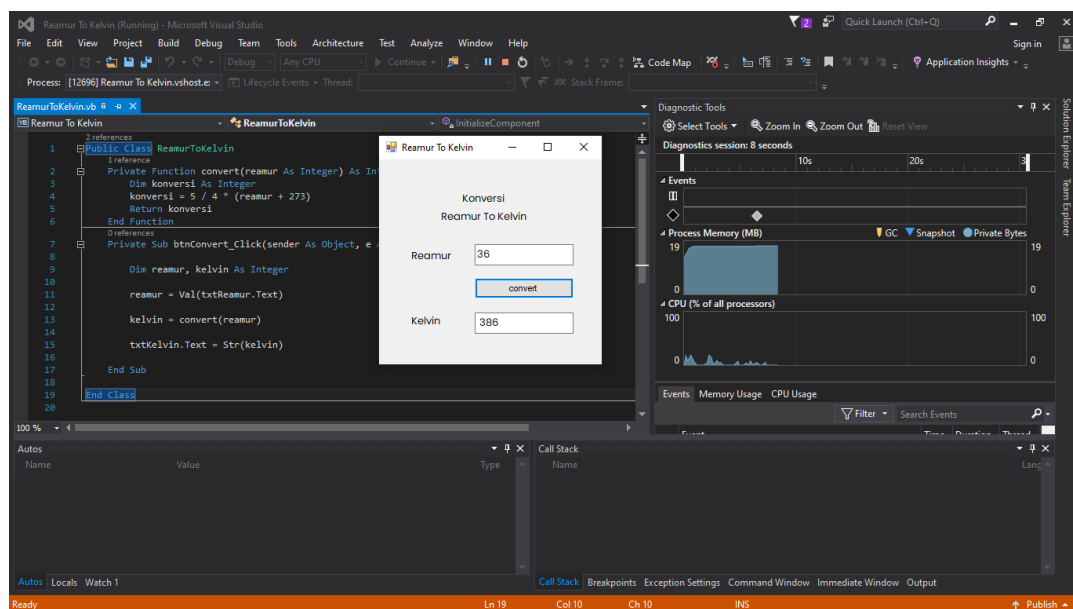 Reamur To Kelvin (Running) - Microsoft Visual Studio
2
Quick Launch (Ctrl+Q)
File Edit View Project Build Debug Team Tools Architecture Test Analyze Window Help
Sign in
Debug Any CPU Continue Code Map Application Insights
Process: [12696] Reamur To Kelvin.vshost.e Lifecycle Events Thread: Stack Frame:
ReamurToKelvin.vb
Reamur To Kelvin ReamurToKelvin InitializeComponent
2 references
1 Public Class ReamurToKelvin
1 reference
2 Private Function convert(reamur As Integer) As In
3 Dim konversi As Integer
4 konversi = 5 / 4 * (reamur + 273)
5 Return konversi
6 End Function
0 references
7 Private Sub btnConvert_Click(sender As Object, e
8
9 Dim reamur, kelvin As Integer
10
11 reamur = Val(txtReamur.Text)
12
13 kelvin = convert(reamur)
14
15 txtKelvin.Text = Str(kelvin)
16
17 End Sub
18
19 End Class
20
100 %
Reamur To Kelvin
Konversi
Reamur To Kelvin
Reamur 36
convert
Kelvin 386
Diagnostic Tools
Select Tools Zoom In Zoom Out Reset View
Diagnostics session: 8 seconds
10s 20s 3
Events
Process Memory (MB) GC Snapshot Private Bytes
19 19
0 0
CPU (% of all processors)
100 100
0 0
Events Memory Usage CPU Usage
Filter Search Events
Event Time Duration Thread
Solution Explorer
Team Explorer
Autos
Name Value Type
Call Stack
Name Lang
Autos Locals Watch 1
Call Stack Breakpoints Exception Settings Command Window Immediate Window Output
Ready Ln 19 Col 10 Ch 10 INS Publish